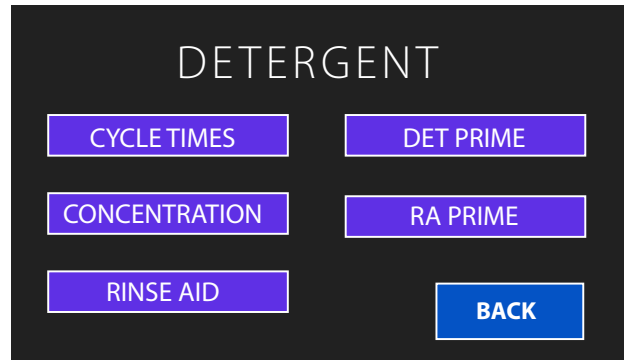 DETERGENT
CYCLE TIMES
DET PRIME
CONCENTRATION
RA PRIME
RINSE AID
BACK